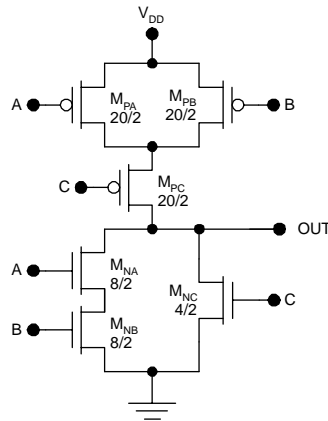 V_DD
A
M_PA
20/2
M_PB
20/2
B
C
M_PC
20/2
OUT
A
M_NA
8/2
M_NC
4/2
C
B
M_NB
8/2